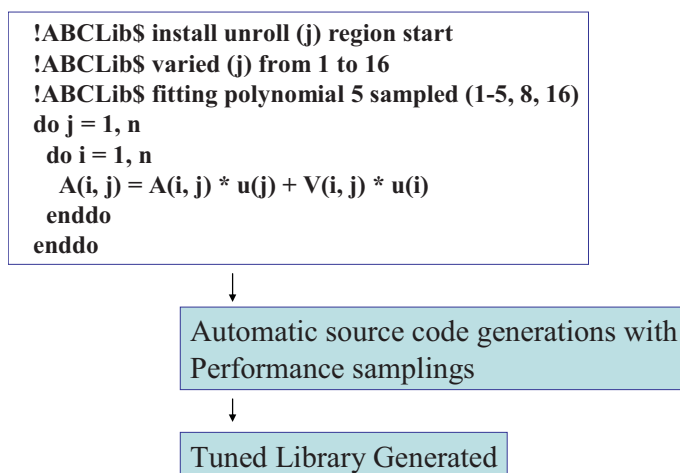 !ABCLib$ install unroll (j) region start
!ABCLib$ varied (j) from 1 to 16
!ABCLib$ fitting polynomial 5 sampled (1-5, 8, 16)
do j = 1, n
do i = 1, n
A(i, j) = A(i, j) * u(j) + V(i, j) * u(i)
enddo
enddo
Automatic source code generations with
Performance samplings
Tuned Library Generated